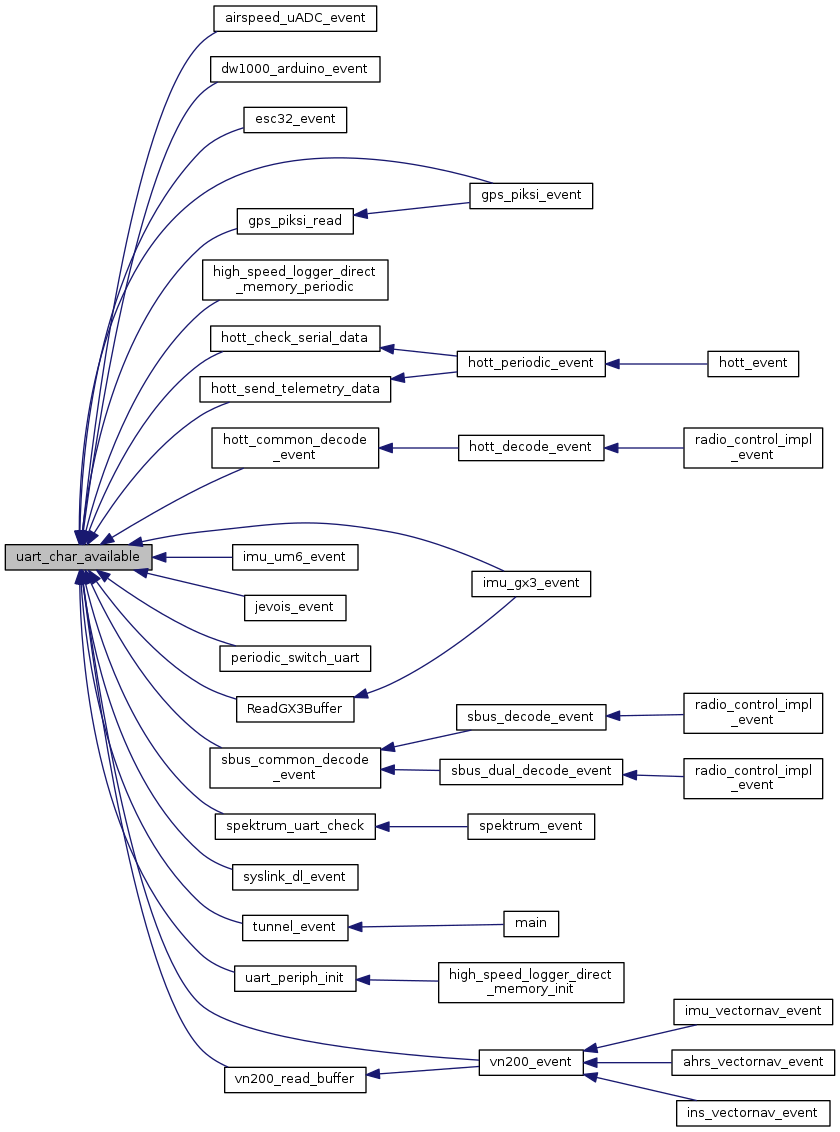 airspeed_uADC_event
dw1000_arduino_event
esc32_event
gps_piksi_event
gps_piksi_read
high_speed_logger_direct
_memory_periodic
hott_check_serial_data
hott_periodic_event
hott_event
hott_send_telemetry_data
hott_common_decode
_event
hott_decode_event
radio_control_impl
_event
uart_char_available
imu_um6_event
imu_gx3_event
jevois_event
periodic_switch_uart
ReadGX3Buffer
sbus_decode_event
radio_control_impl
_event
sbus_common_decode
_event
sbus_dual_decode_event
radio_control_impl
_event
spektrum_uart_check
spektrum_event
syslink_dl_event
tunnel_event
main
uart_periph_init
high_speed_logger_direct
_memory_init
imu_vectornav_event
vn200_event
ahrs_vectornav_event
vn200_read_buffer
ins_vectornav_event